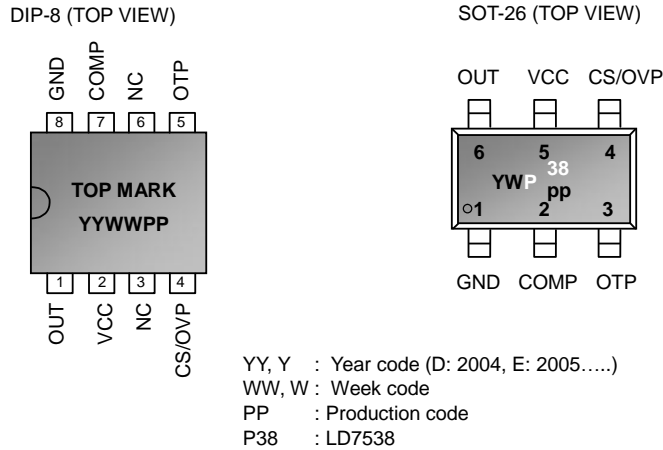 DIP-8 (TOP VIEW)
GND COMP NC OTP
8 7 6 5
TOP MARK
YYWWPP
1 2 3 4
OUT VCC NC CS/OVP
SOT-26 (TOP VIEW)
OUT VCC CS/OVP
6 5 4
YWP 38
pp
1 2 3
GND COMP OTP
YY, Y : Year code (D: 2004, E: 2005…..)
WW, W : Week code
PP : Production code
P38 : LD7538